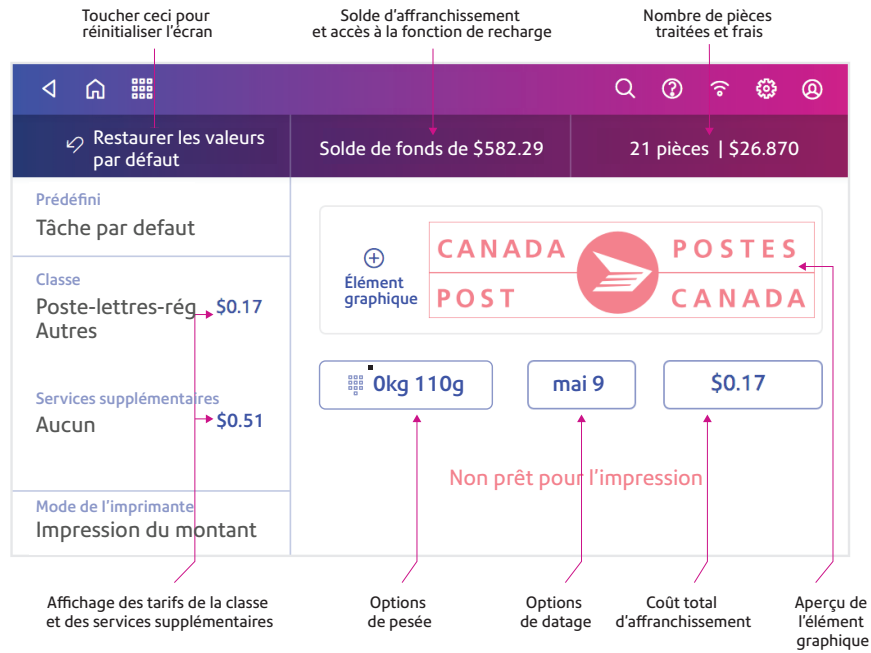 Toucher ceci pour
réinitialiser l'écran
Solde d'affranchissement
et accès à la fonction de recharge
Nombre de pièces
traitées et frais
Restaurer les valeurs
par défaut
Solde de fonds de $582.29
21 pièces | $26.870
Prédéfini
Tâche par defaut
Classe
Poste-lettres-rég $0.17
Autres
Services supplémentaires
Aucun $0.51
Mode de l'imprimante
Impression du montant
Élément
graphique
CANADA POSTES
POST CANADA
0kg 110g
mai 9
$0.17
Non prêt pour l'impression
Affichage des tarifs de la classe
et des services supplémentaires
Options
de pesée
Options
de datage
Coût total
d'affranchissement
Aperçu de
l'élément
graphique